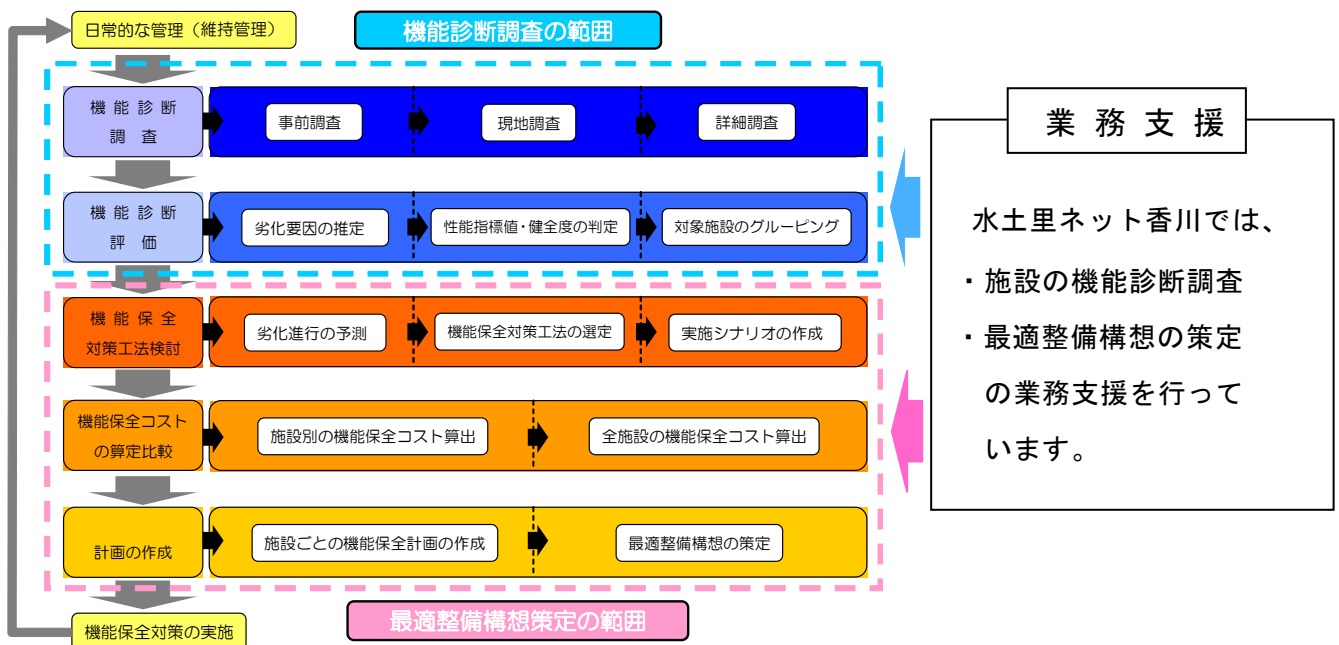 日常的な管理（維持管理）
機能診断調査の範囲
機能診断
調査
事前調査
現地調査
詳細調査
機能診断
評価
劣化要因の推定
性能指標値・健全度の判定
対象施設のグルーピング
機能保全
対策工法検討
劣化進行の予測
機能保全対策工法の選定
実施シナリオの作成
機能保全コスト
の算定比較
施設別の機能保全コスト算出
全施設の機能保全コスト算出
計画の作成
施設ごとの機能保全計画の作成
最適整備構想の策定
機能保全対策の実施
最適整備構想策定の範囲
業務支援
水土里ネット香川では、
・施設の機能診断調査
・最適整備構想の策定
の業務支援を行って
います。